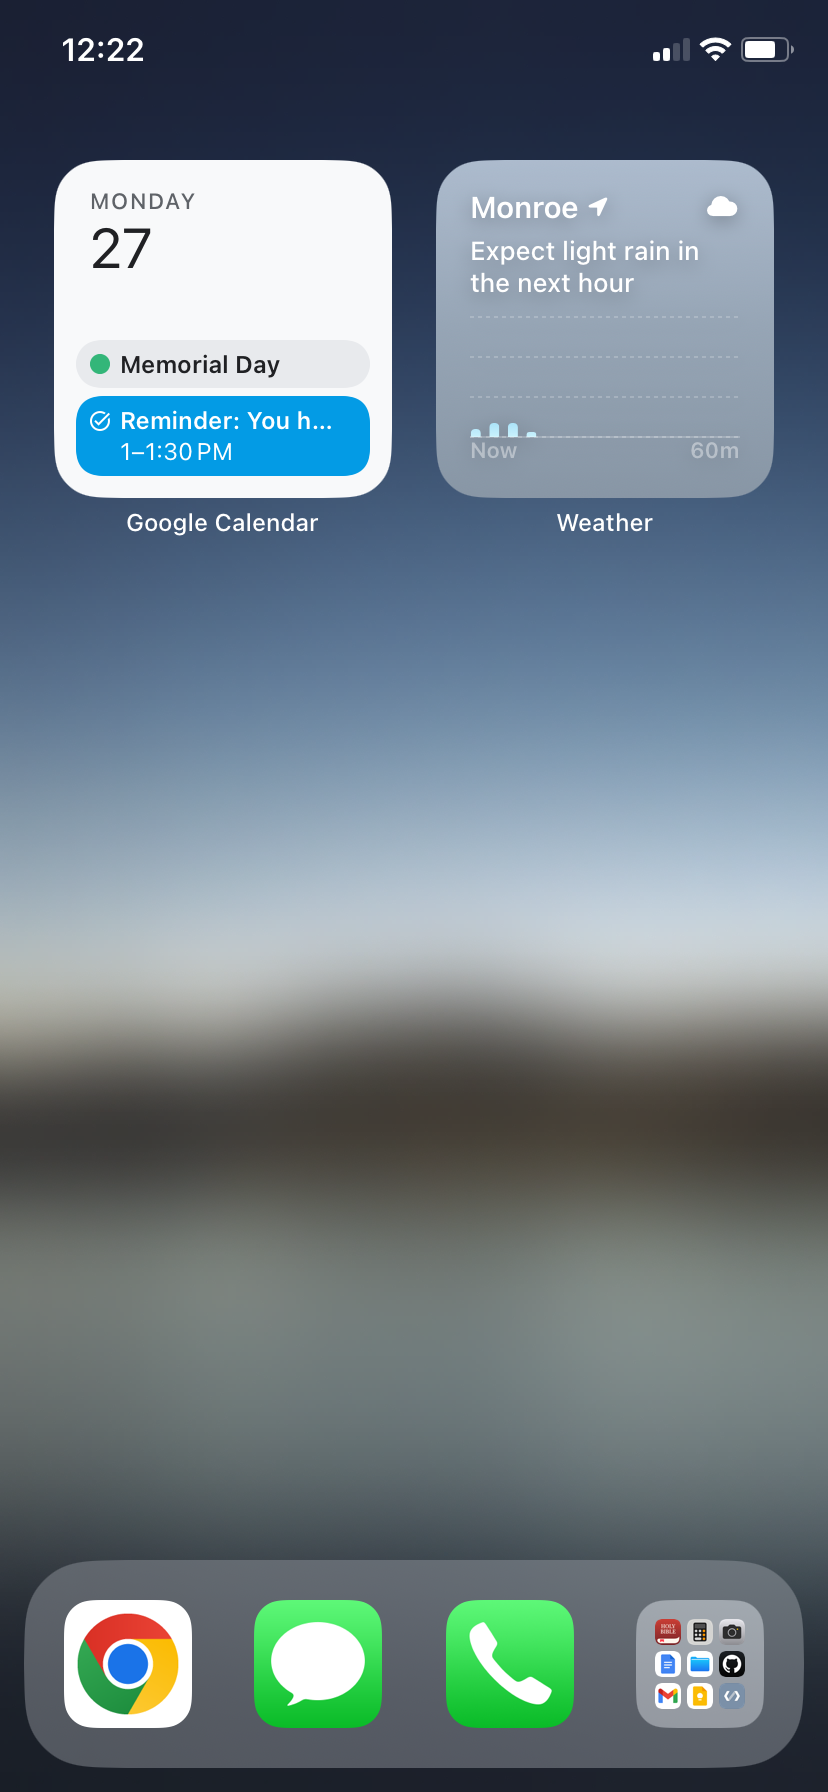 12:22
MONDAY
27
Memorial Day
Reminder: You h...
1–1:30 PM
Google Calendar
Monroe
Expect light rain in
the next hour
Now 60m
Weather
HOLY
BIBLE